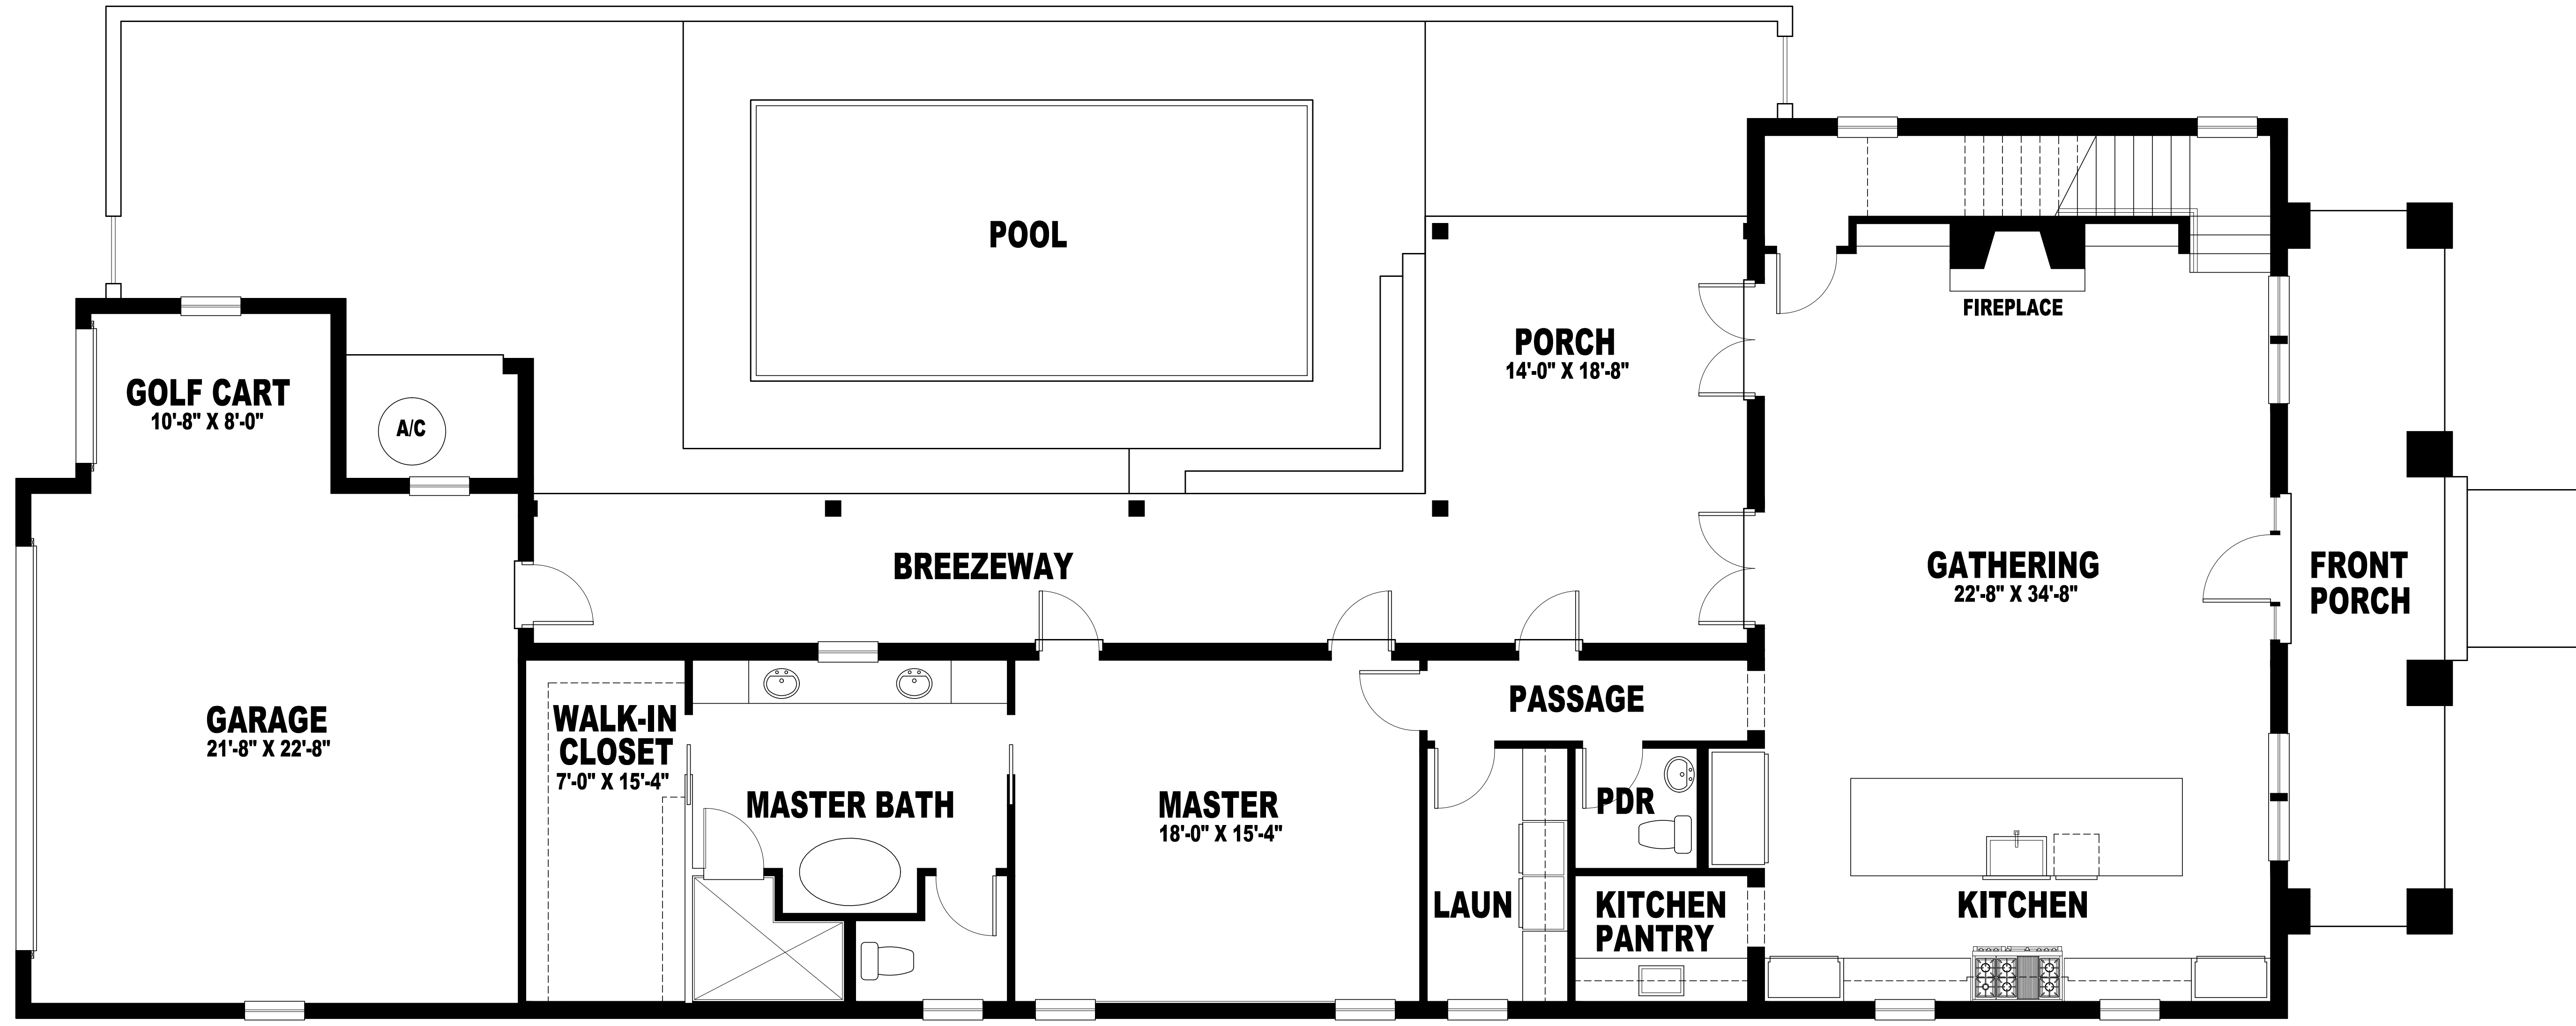 POOL
FIREPLACE
PORCH
14'-0" X 18'-8"
GOLF CART
10'-8" X 8'-0"
A/C
BREEZEWAY
GATHERING
22'-8" X 34'-8"
FRONT
PORCH
GARAGE
21'-8" X 22'-8"
WALK-IN
CLOSET
7'-0" X 15'-4"
PASSAGE
MASTER BATH
MASTER
18'-0" X 15'-4"
PDR
LAUN
KITCHEN
PANTRY
KITCHEN